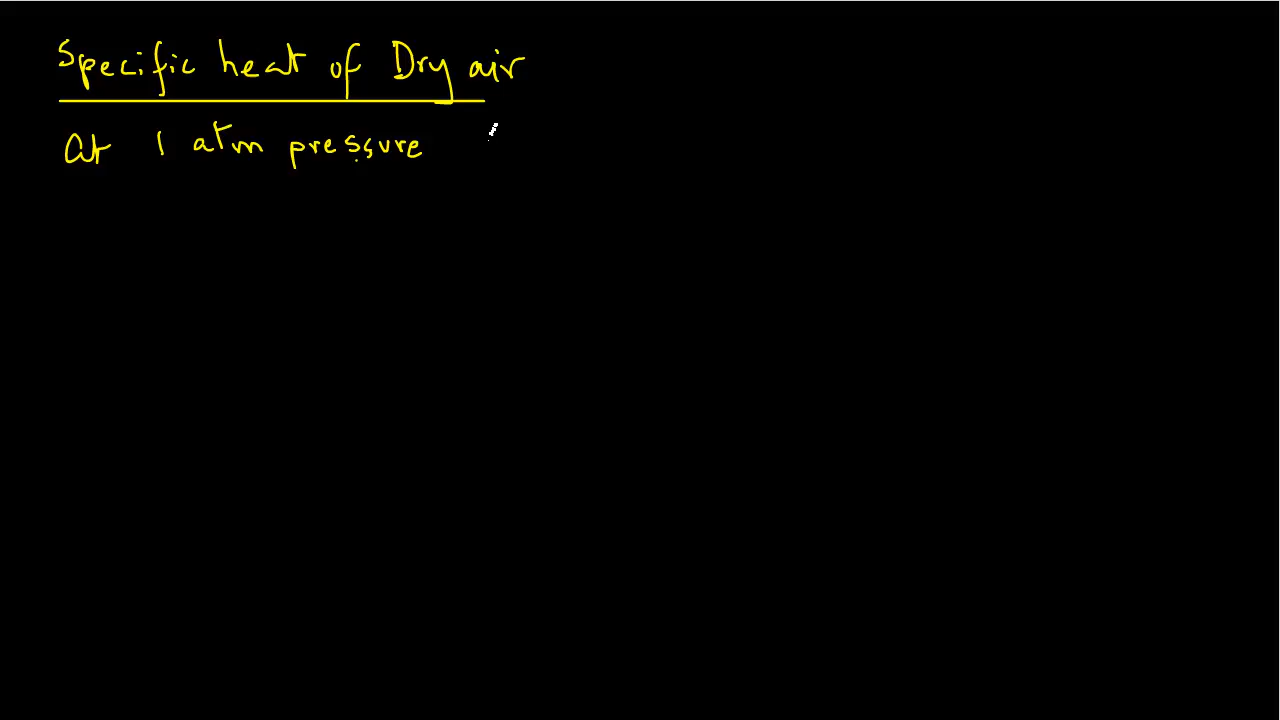 Specific heat of Dry air
At 1 atm pressure